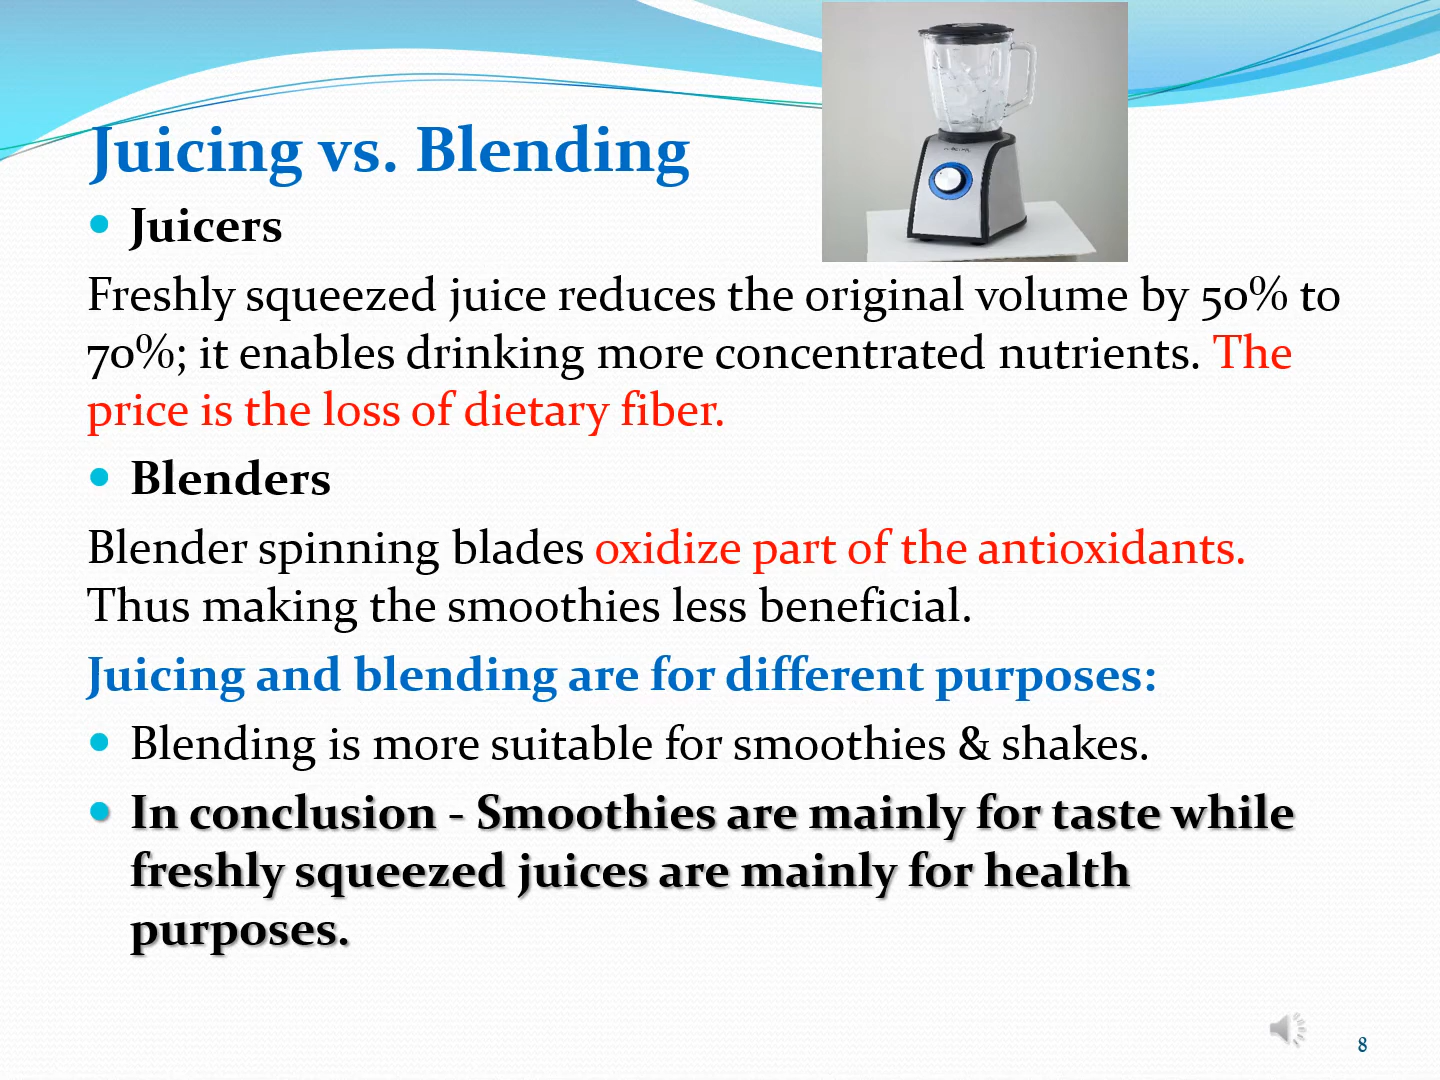 Juicing vs. Blending
• Juicers
Freshly squeezed juice reduces the original volume by 50% to
70%; it enables drinking more concentrated nutrients. The
price is the loss of dietary fiber.
• Blenders
Blender spinning blades oxidize part of the antioxidants.
Thus making the smoothies less beneficial.
Juicing and blending are for different purposes:
• Blending is more suitable for smoothies & shakes.
• In conclusion - Smoothies are mainly for taste while
freshly squeezed juices are mainly for health
purposes.
8